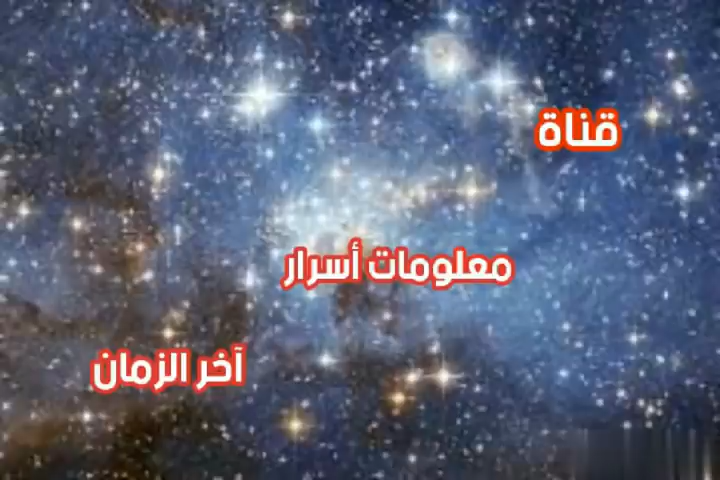 قناة
معلومات أسرار
آخر الزمان